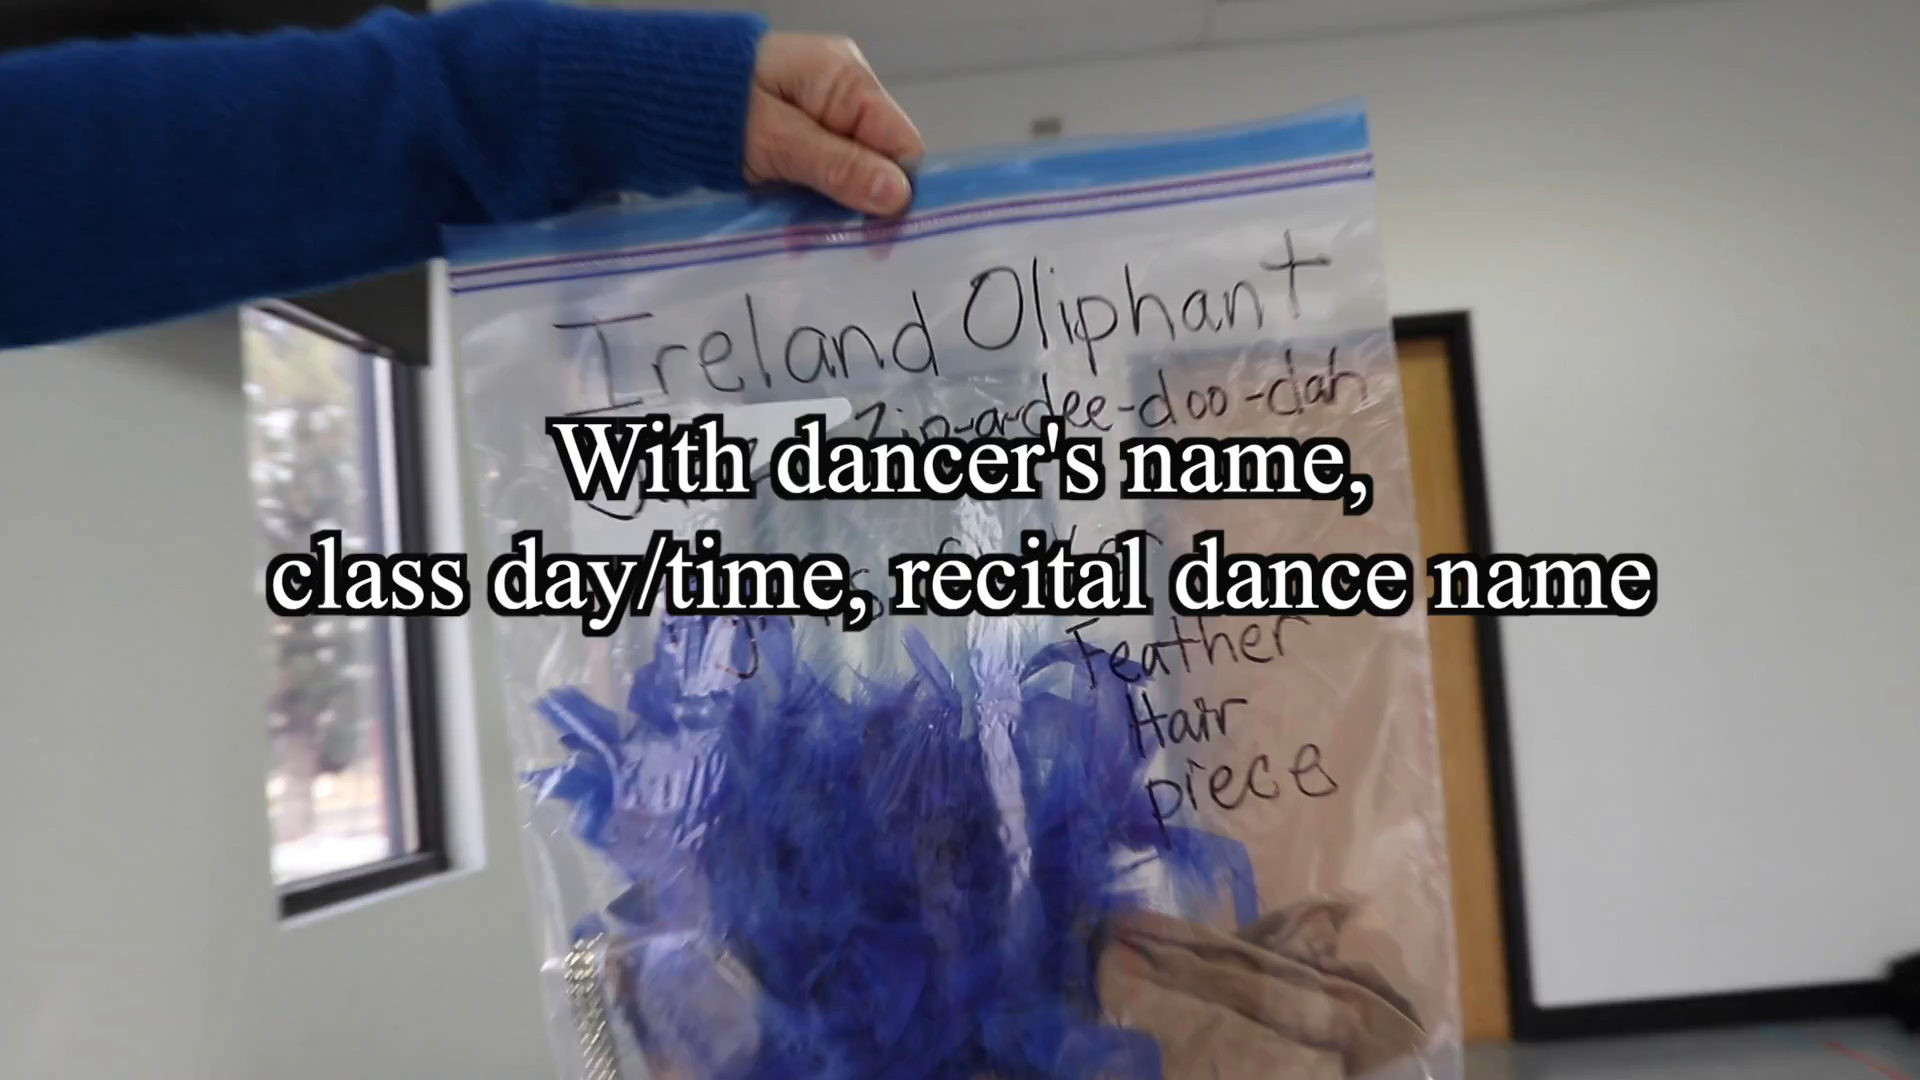 Ireland Oliphant
Zip-a-dee-doo-dah
With dancer's name,
class day/time, recital dance name
Feather
Hair
piece